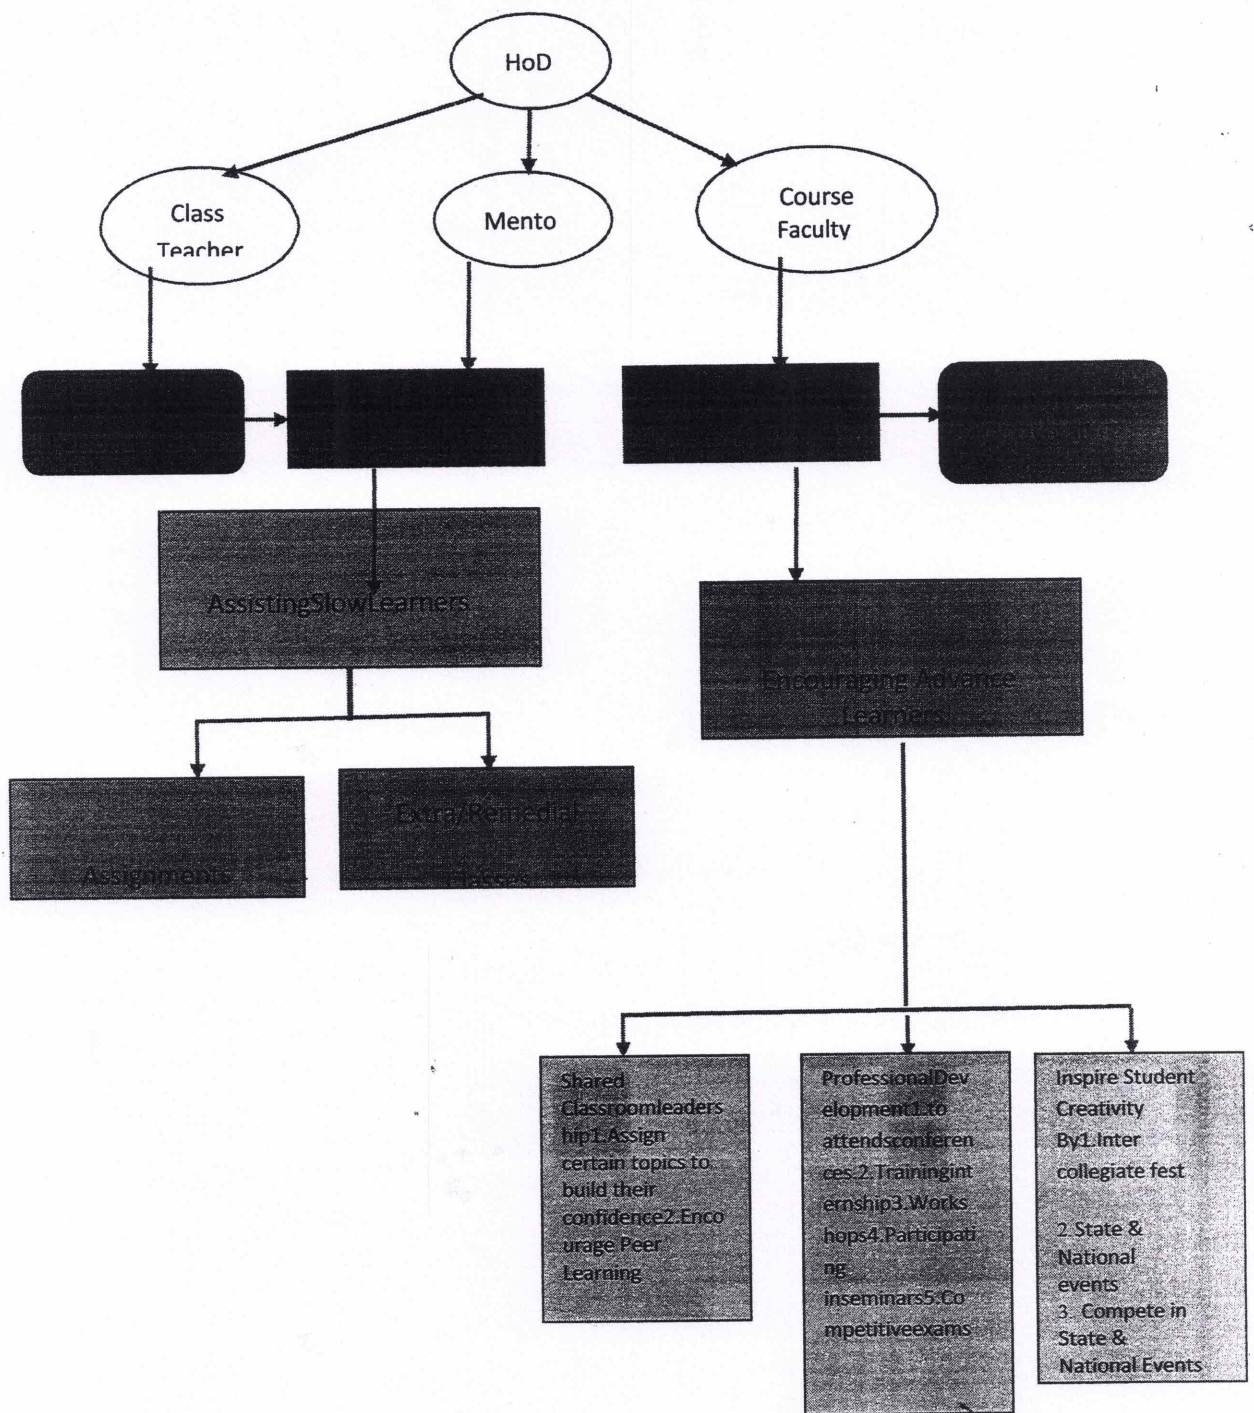 HoD
Class
Teacher
Mento
Course
Faculty
AssistingSlowLearners
Encouraging Advance
Learners
Assignments
Extra/Remedial
Classes
Shared
Classroomleaders
hip1.Assign
certain topics to
build their
confidence2.Enco
urage Peer
Learning
ProfessionalDev
elopment1.to
attendsconferen
ces.2.Trainingint
ernship3.Works
hops4.Participati
ng
inseminars5.Co
mpetitiveexams
Inspire Student
Creativity
By1.Inter
collegiate fest
2.State &
National
events
3. Compete in
State &
National Events